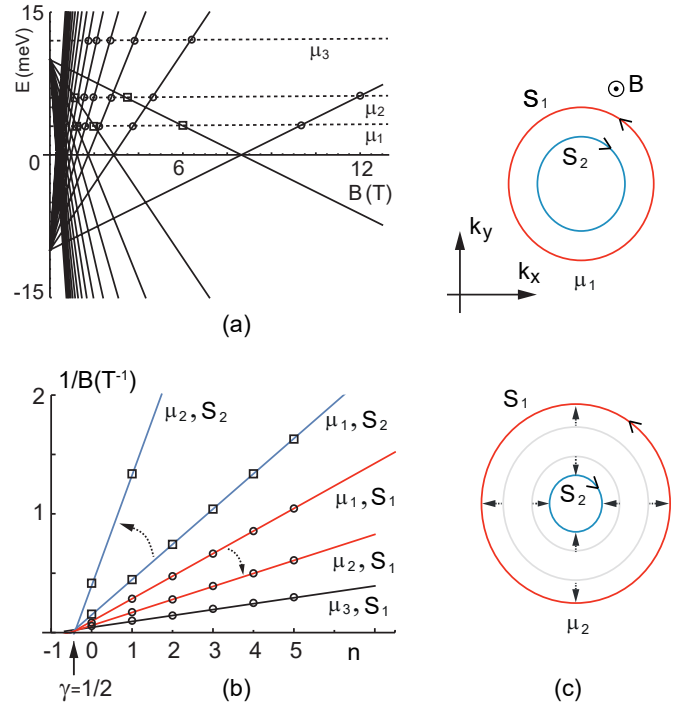 15
E (meV)
0
-15
μ3
μ2
μ1
6
12
B (T)
(a)
S1
B
S2
ky
kx
μ1
1/B(T-1)
2
1
μ2, S2
μ1, S2
μ1, S1
μ2, S1
μ3, S1
-1 0 1 2 3 4 5 n
γ=1/2
(b)
S1
S2
μ2
(c)